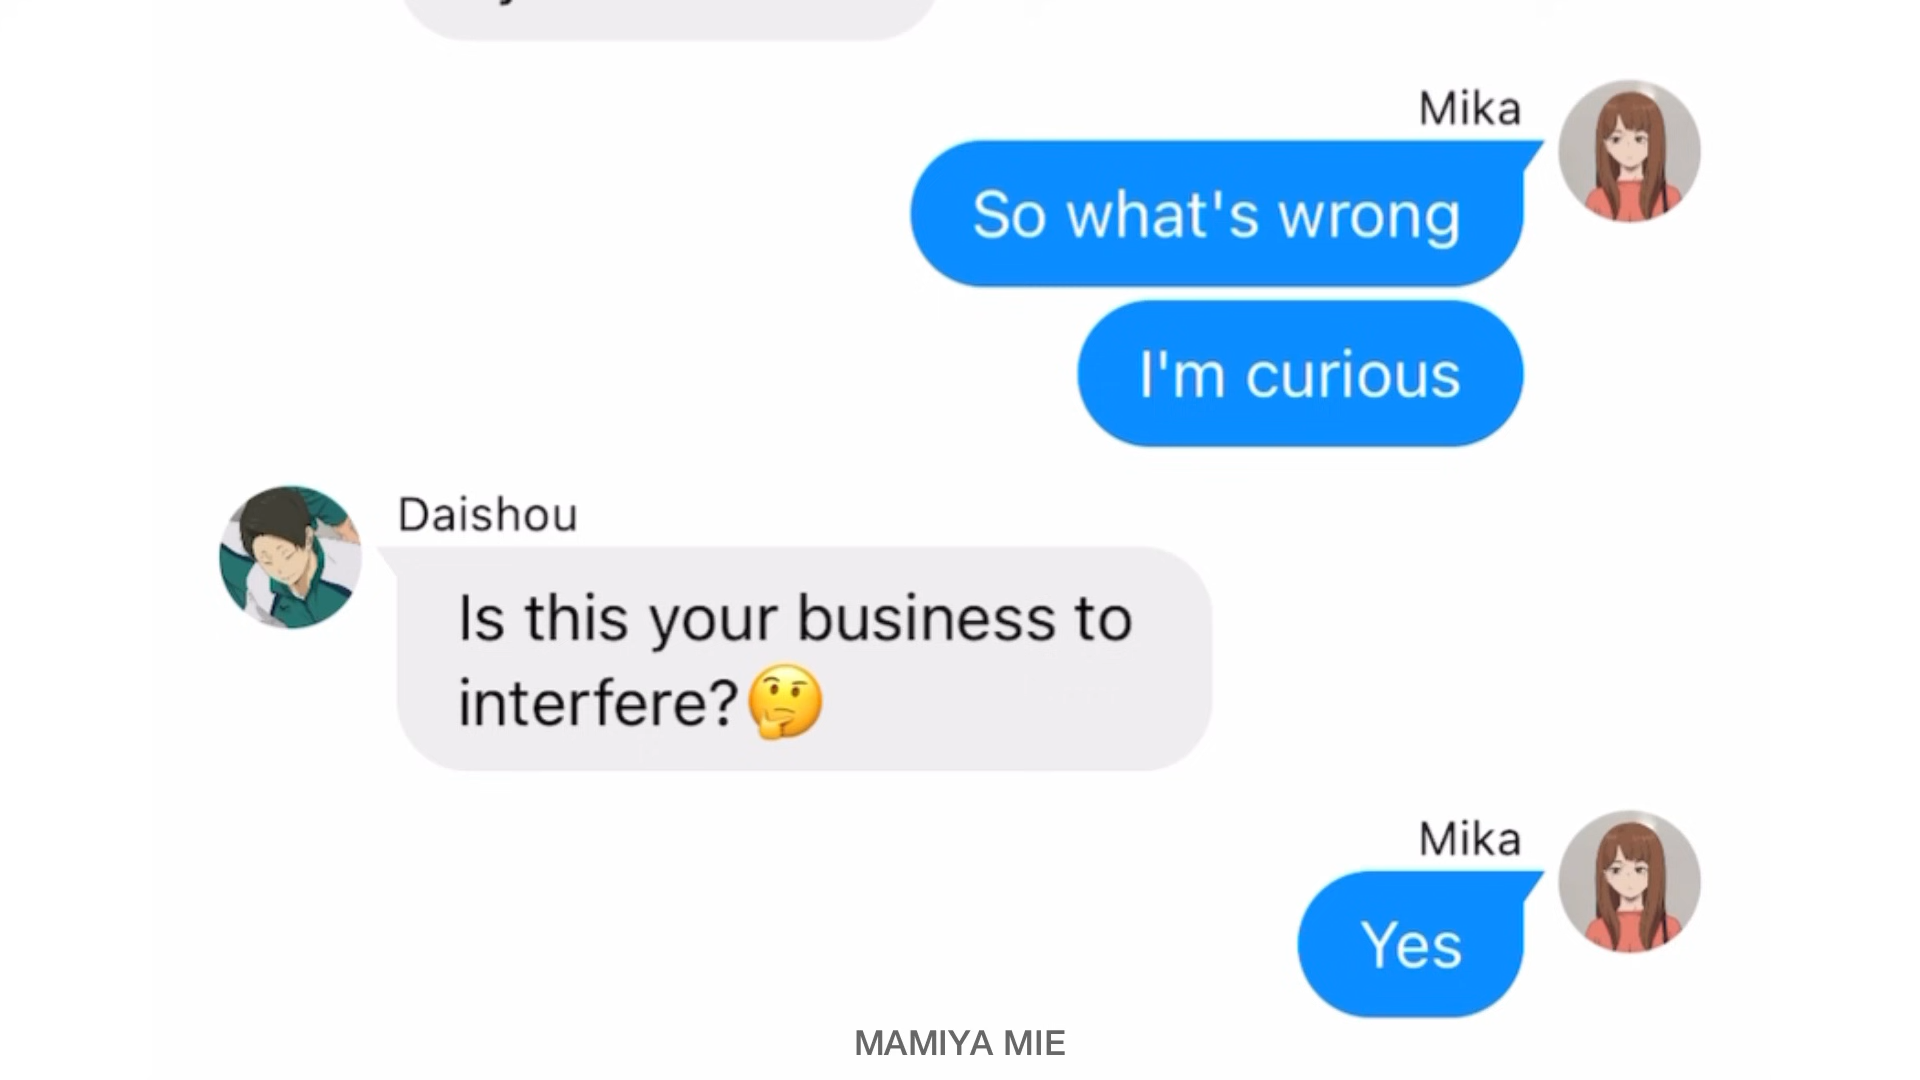 Mika
So what's wrong
I'm curious
Daishou
Is this your business to
interfere?🤔
Mika
Yes
MAMIYA MIE